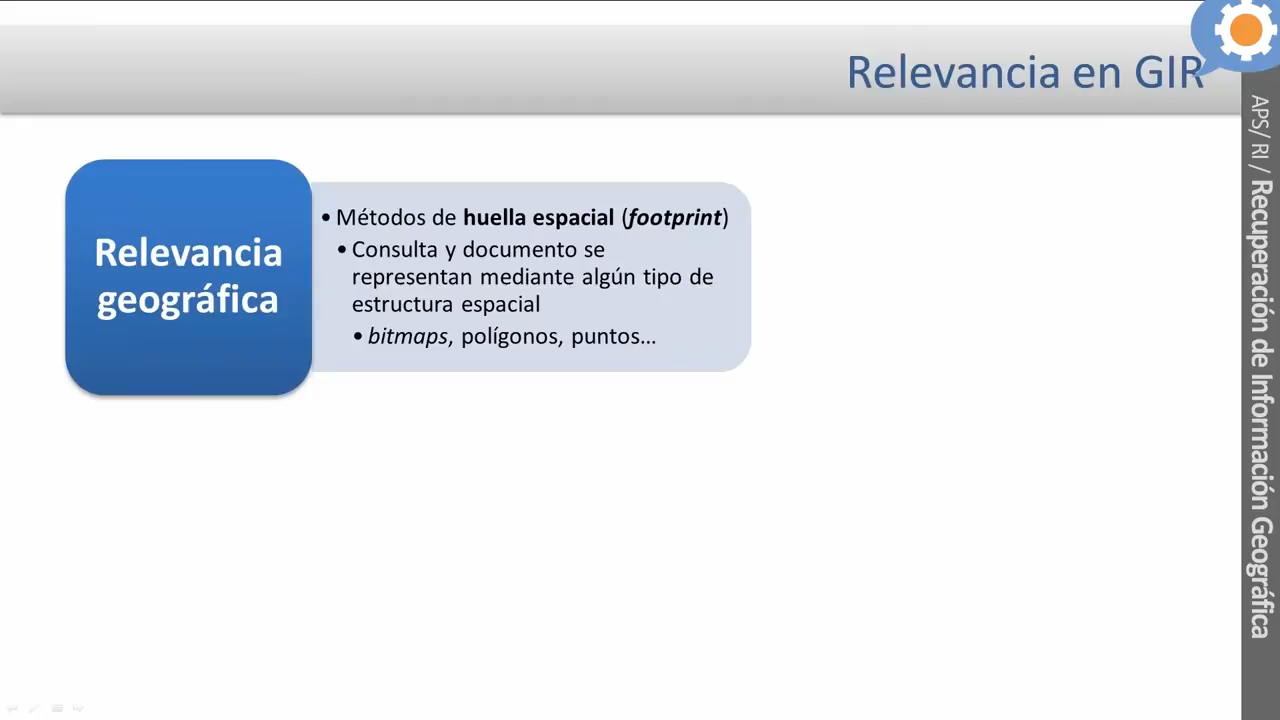 Relevancia en GIR
Relevancia
geográfica
• Métodos de huella espacial (footprint)
• Consulta y documento se
representan mediante algún tipo de
estructura espacial
• bitmaps, polígonos, puntos...
APS/ RI / Recuperación de Información Geográfica